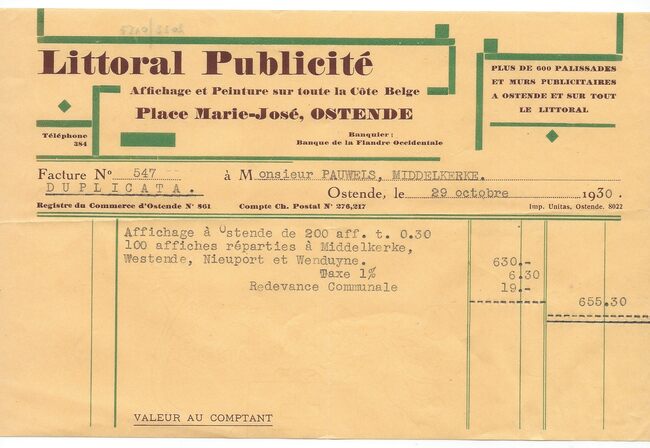 Littoral Publicité
Affichage et Peinture sur toute la Côte Belge
Place Marie-José, OSTENDE
PLUS DE 600 PALISSADES
ET MURS PUBLICITAIRES
A OSTENDE ET SUR TOUT
LE LITTORAL
Téléphone
384
Banquier:
Banque de la Flandre Occidentale
Facture No 547 -- à Monsieur PAUWELS, MIDDELKERKE.
DUPLICATA. Ostende, le 29 octobre 1930.
Registre du Commerce d'Ostende No 861 Compte Ch. Postal No 276,217 Imp. Unitas, Ostende, 8022
Affichage à Ostende de 200 aff. t. 0.30
100 affiches réparties à Middelkerke,
Westende, Nieuport et Wenduyne. 630.-
Taxe 1% 6.30
Redevance Communale 19.-
655.30
VALEUR AU COMPTANT